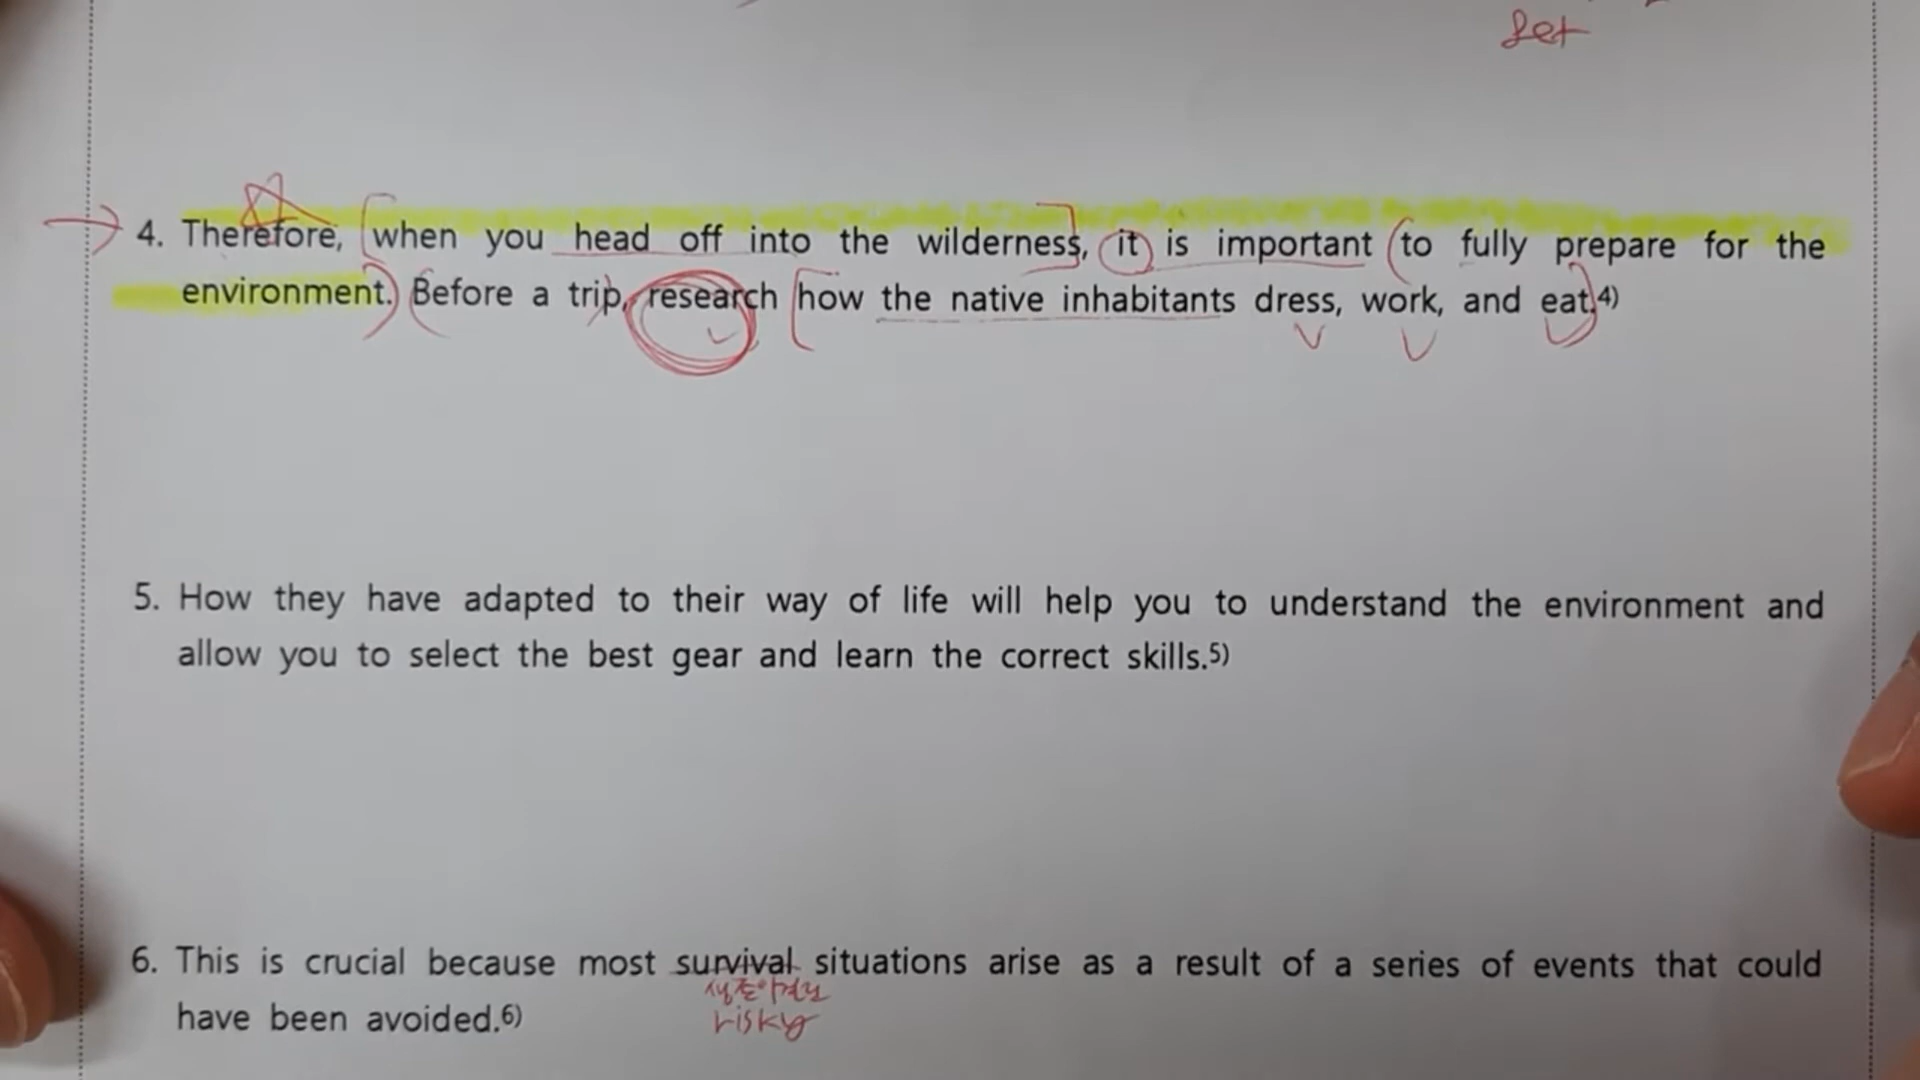 Set
4. Therefore, when you head off into the wilderness, it is important to fully prepare for the
environment. Before a trip, research how the native inhabitants dress, work, and eat.4)
5. How they have adapted to their way of life will help you to understand the environment and
allow you to select the best gear and learn the correct skills.5)
6. This is crucial because most survival situations arise as a result of a series of events that could
have been avoided.6)
risky